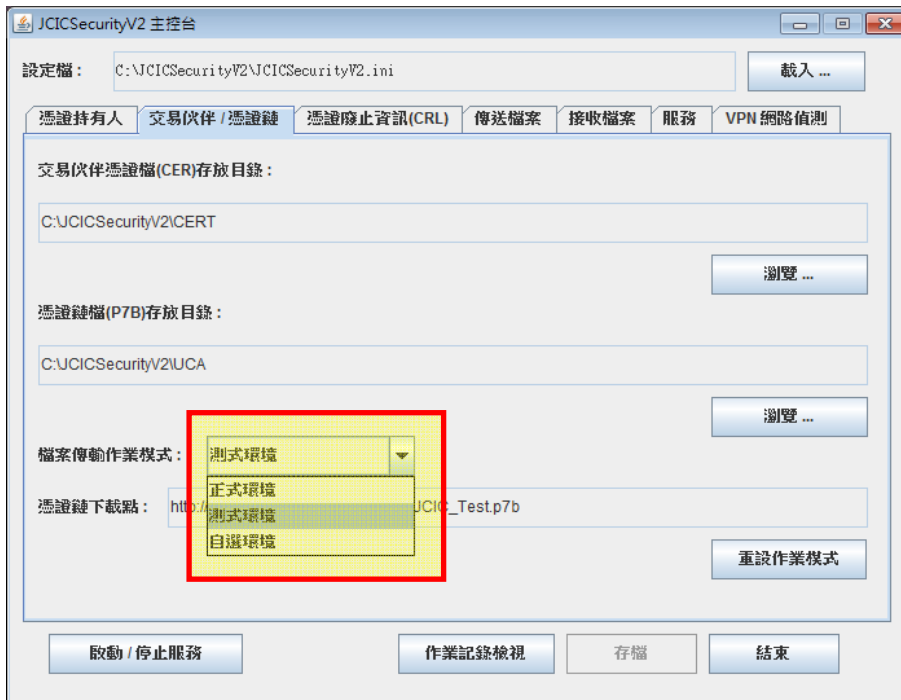 JCICSecurityV2 主控台
設定檔： C:\JCICSecurityV2\JCICSecurityV2.ini 載入 ...
憑證持有人 交易伙伴 / 憑證鏈 憑證廢止資訊(CRL) 傳送檔案 接收檔案 服務 VPN 網路偵測
交易伙伴憑證檔(CER)存放目錄：
C:\JCICSecurityV2\CERT
瀏覽 ...
憑證鏈檔(P7B)存放目錄：
C:\JCICSecurityV2\UCA
瀏覽 ...
檔案傳輸作業模式： 測式環境
正式環境
憑證鏈下載點： http:/ JCIC_Test.p7b
測式環境
自選環境
重設作業模式
啟動 / 停止服務 作業記錄檢視 存檔 結束